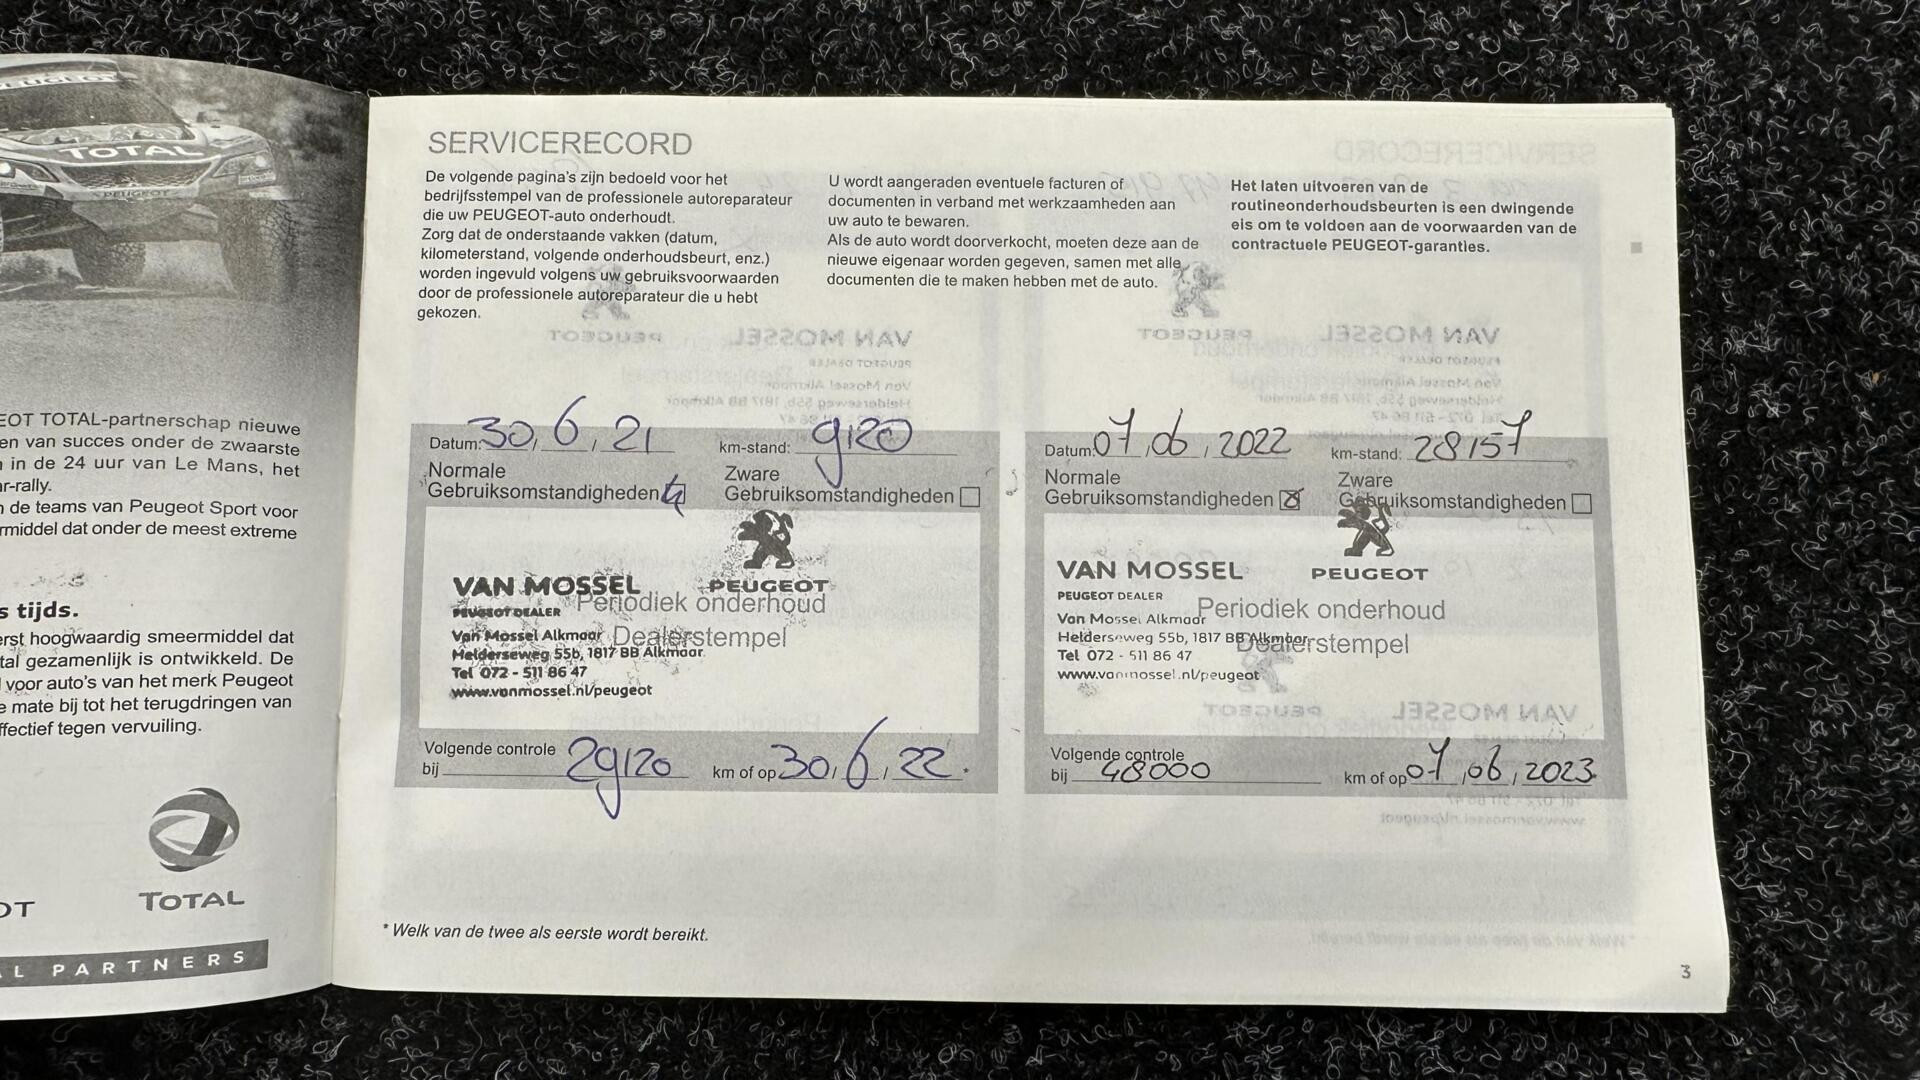 PEUGEOT
TOTAL
PEUGEOT
EOT TOTAL-partnerschap nieuwe
en van succes onder de zwaarste
in de 24 uur van Le Mans, het
r-rally.
de teams van Peugeot Sport voor
rmiddel dat onder de meest extreme
s tijds.
erst hoogwaardig smeermiddel dat
tal gezamenlijk is ontwikkeld. De
voor auto's van het merk Peugeot
e mate bij tot het terugdringen van
ffectief tegen vervuiling.
OT
TOTAL
AL PARTNERS
SERVICERECORD
De volgende pagina's zijn bedoeld voor het
bedrijfsstempel van de professionele autoreparateur
die uw PEUGEOT-auto onderhoudt.
Zorg dat de onderstaande vakken (datum,
kilometerstand, volgende onderhoudsbeurt, enz.)
worden ingevuld volgens uw gebruiksvoorwaarden
door de professionele autoreparateur die u hebt
gekozen.
U wordt aangeraden eventuele facturen of
documenten in verband met werkzaamheden aan
uw auto te bewaren.
Als de auto wordt doorverkocht, moeten deze aan de
nieuwe eigenaar worden gegeven, samen met alle
documenten die te maken hebben met de auto.
Het laten uitvoeren van de
routineonderhoudsbeurten is een dwingende
eis om te voldoen aan de voorwaarden van de
contractuele PEUGEOT-garanties.
Datum: 30, 6, 21 km-stand: 9120
Normale
Gebruiksomstandigheden
Zware
Gebruiksomstandigheden
VAN MOSSEL
PEUGEOT
PEUGEOT DEALER
Periodiek onderhoud
Dealerstempel
Van Mossel Alkmaar
Helderseweg 55b, 1817 BB Alkmaar
Tel 072 - 511 86 47
www.vanmossel.nl/peugeot
Volgende controle
bij 29120 km of op 30, 6, 22 *
Datum: 07, 06, 2022 km-stand: 28157
Normale
Gebruiksomstandigheden
Zware
Gebruiksomstandigheden
VAN MOSSEL
PEUGEOT
PEUGEOT DEALER
Periodiek onderhoud
Dealerstempel
Van Mossel Alkmaar
Helderseweg 55b, 1817 BB Alkmaar
Tel 072 - 511 86 47
www.vanmossel.nl/peugeot
Volgende controle
bij 48000 km of op 07, 06, 2023
* Welk van de twee als eerste wordt bereikt.
3